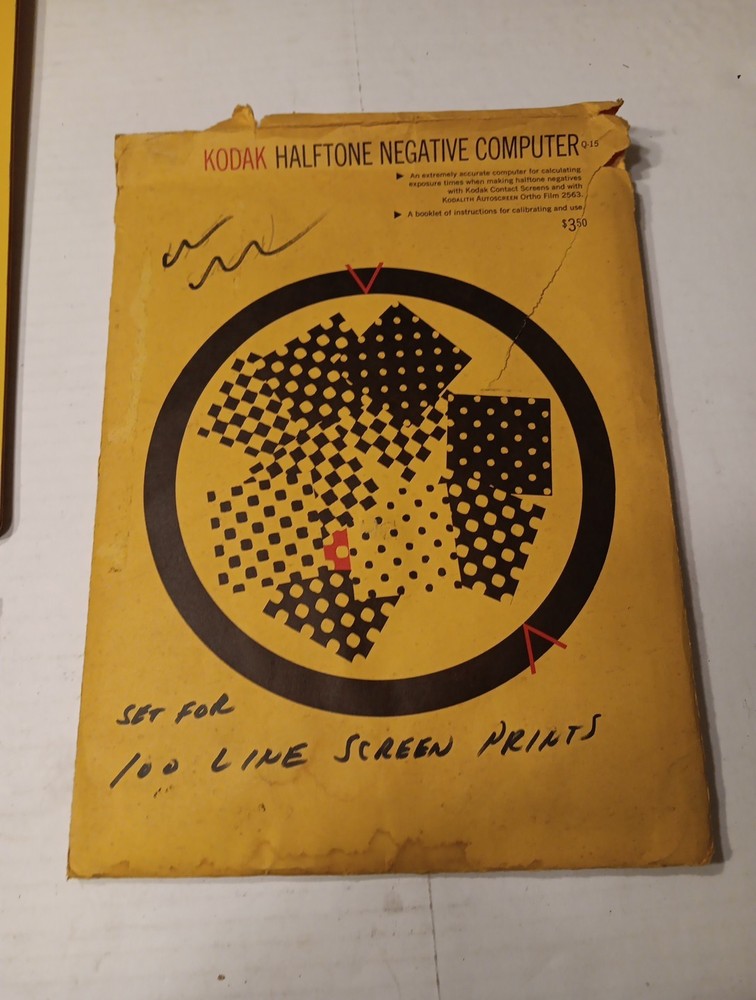 KODAK HALFTONE NEGATIVE COMPUTER Q-15
▶ An extremely accurate computer for calculating
exposure times when making halftone negatives
with Kodak Contact Screens and with
KODALITH AUTOSCREEN Ortho Film 2563.
▶ A booklet of instructions for calibrating and use
$3.50
SET FOR
100 LINE SCREEN PRINTS